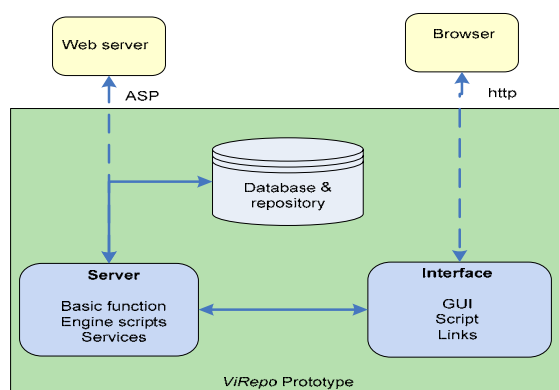 Web server
Browser
ASP
http
Database &
repository
Server
Basic function
Engine scripts
Services
Interface
GUI
Script
Links
ViRepo Prototype